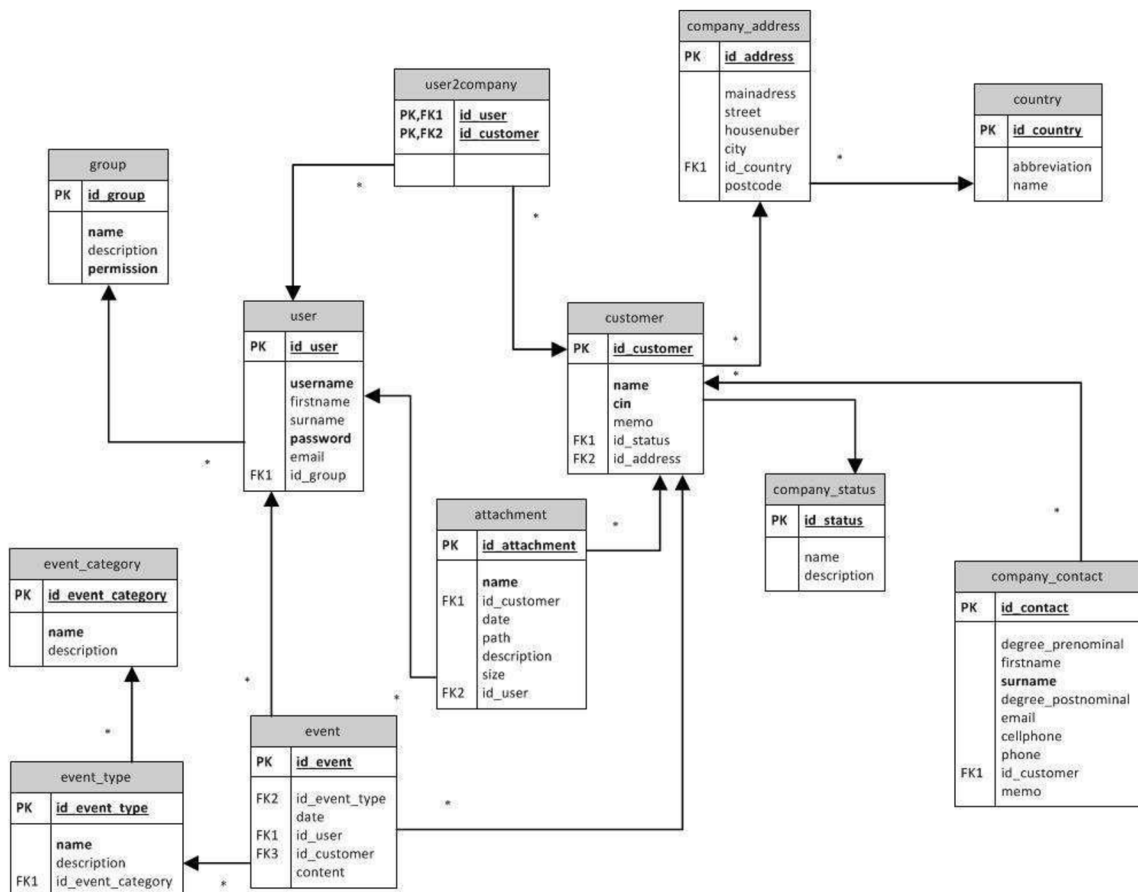 company_address
PK id_address
mainadress
street
housenuber
city
FK1 id_country
postcode
user2company
PK,FK1 id_user
PK,FK2 id_customer
country
PK id_country
abbreviation
name
group
PK id_group
name
description
permission
*
*
*
user
PK id_user
username
firstname
surname
password
email
FK1 id_group
customer
PK id_customer
name
cin
memo
FK1 id_status
FK2 id_address
*
*
*
company_status
PK id_status
name
description
attachment
PK id_attachment
name
FK1 id_customer
date
path
description
size
FK2 id_user
*
*
company_contact
PK id_contact
degree_prenominal
firstname
surname
degree_postnominal
email
cellphone
phone
FK1 id_customer
memo
event_category
PK id_event_category
name
description
*
*
*
event
PK id_event
FK2 id_event_type
date
FK1 id_user
FK3 id_customer
content
*
event_type
PK id_event_type
name
description
FK1 id_event_category
*